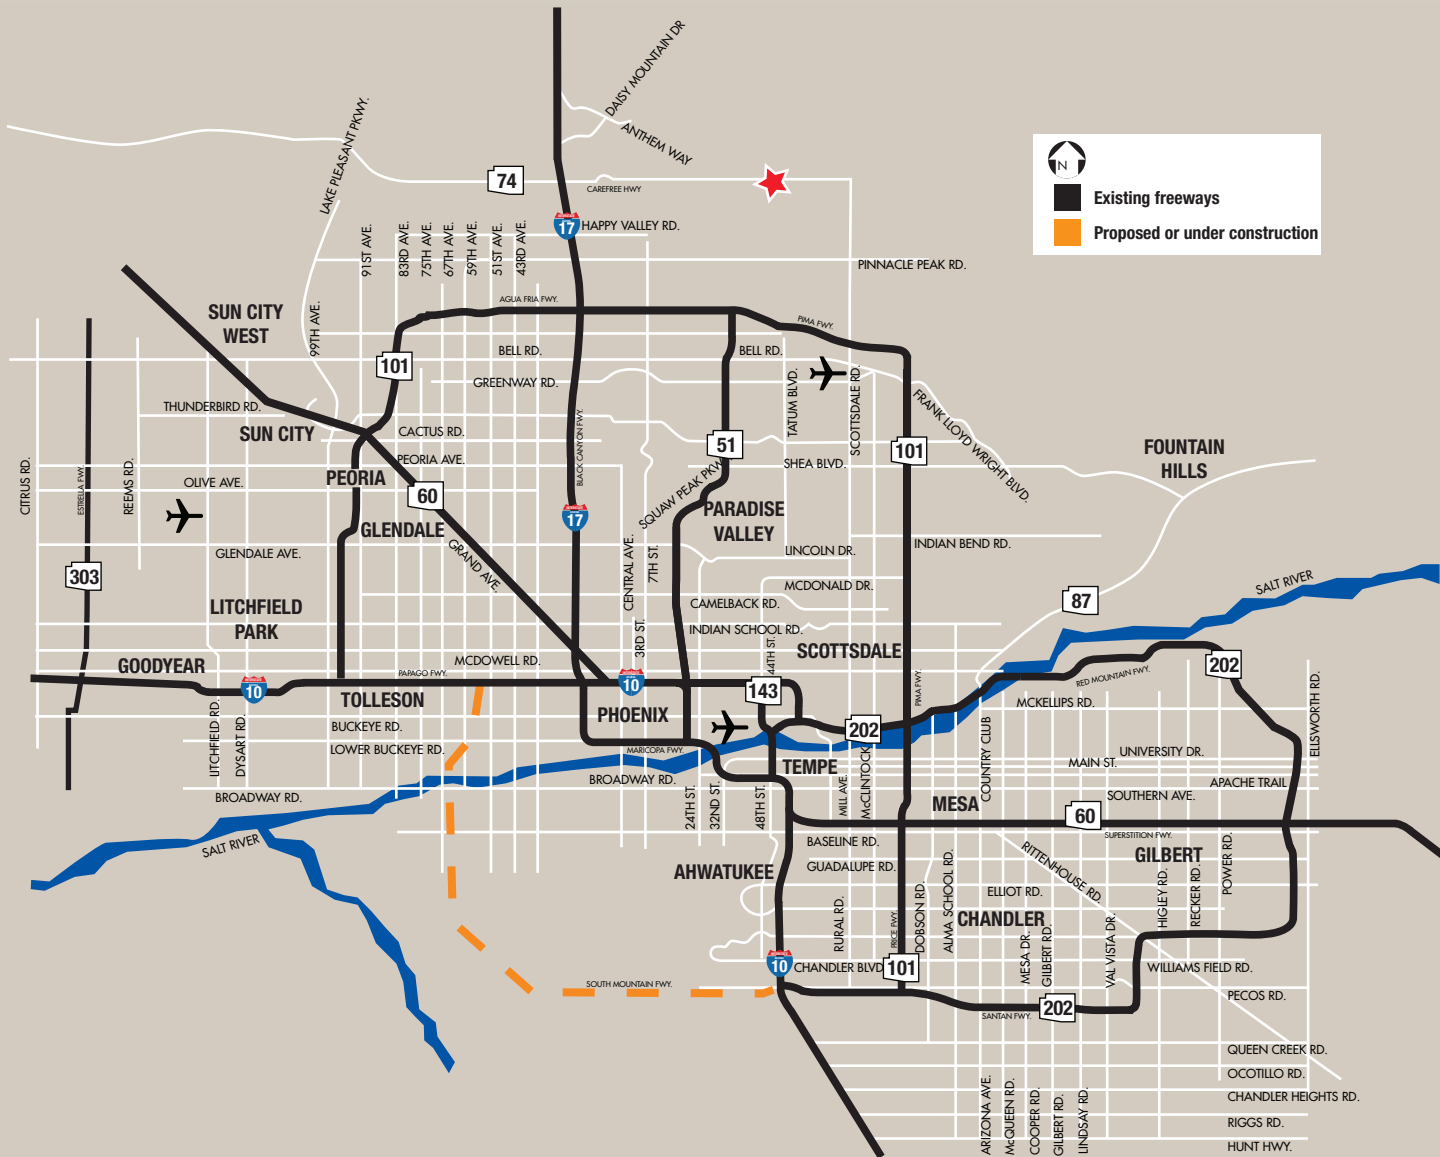 DAISY MOUNTAIN DR
ANTHEM WAY
LAKE PLEASANT PKWY.
74
CAREFREE HWY
N
Existing freeways
Proposed or under construction
17
HAPPY VALLEY RD.
91ST AVE.
83RD AVE.
75TH AVE.
67TH AVE.
59TH AVE.
51ST AVE.
43RD AVE.
PINNACLE PEAK RD.
AGUA FRIA FWY.
PIMA FWY.
SUN CITY
WEST
99TH AVE.
101
BELL RD.
BELL RD.
GREENWAY RD.
TATUM BLVD.
SCOTTSDALE RD.
FRANK LLOYD WRIGHT BLVD.
THUNDERBIRD RD.
SUN CITY
CACTUS RD.
BLACK CANYON FWY.
51
101
FOUNTAIN
HILLS
PEORIA AVE.
SHEA BLVD.
CITRUS RD.
ESTRELLA FWY.
REEMS RD.
OLIVE AVE.
PEORIA
60
SQUAW PEAK PKWY.
PARADISE
VALLEY
17
GLENDALE
GLENDALE AVE.
GRAND AVE.
CENTRAL AVE.
7TH ST.
LINCOLN DR.
INDIAN BEND RD.
303
MCDONALD DR.
SALT RIVER
87
LITCHFIELD
PARK
CAMELBACK RD.
INDIAN SCHOOL RD.
3RD ST.
44TH ST.
SCOTTSDALE
GOODYEAR
MCDOWELL RD.
PAPAGO FWY.
10
10
143
PIMA FWY.
RED MOUNTAIN FWY.
202
TOLLESON
PHOENIX
MCKELLIPS RD.
ELLSWORTH RD.
LITCHFIELD RD.
DYSART RD.
BUCKEYE RD.
LOWER BUCKEYE RD.
MARICOPA FWY.
202
COUNTRY CLUB
UNIVERSITY DR.
MAIN ST.
TEMPE
BROADWAY RD.
BROADWAY RD.
24TH ST.
32ND ST.
48TH ST.
MILL AVE.
McCLINTOCK
APACHE TRAIL
SOUTHERN AVE.
MESA
60
SUPERSTITION FWY.
SALT RIVER
BASELINE RD.
GUADALUPE RD.
AHWATUKEE
RITTENHOUSE RD.
GILBERT
ELLIOT RD.
POWER RD.
HIGLEY RD.
RECKER RD.
RURAL RD.
PRICE FWY.
DOBSON RD.
ALMA SCHOOL RD.
CHANDLER
MESA DR.
GILBERT RD.
VAL VISTA DR.
10
CHANDLER BLVD
101
WILLIAMS FIELD RD.
SOUTH MOUNTAIN FWY.
PECOS RD.
SANTAN FWY.
202
QUEEN CREEK RD.
OCOTILLO RD.
CHANDLER HEIGHTS RD.
RIGGS RD.
HUNT HWY.
ARIZONA AVE.
McQUEEN RD.
COOPER RD.
GILBERT RD.
LINDSAY RD.